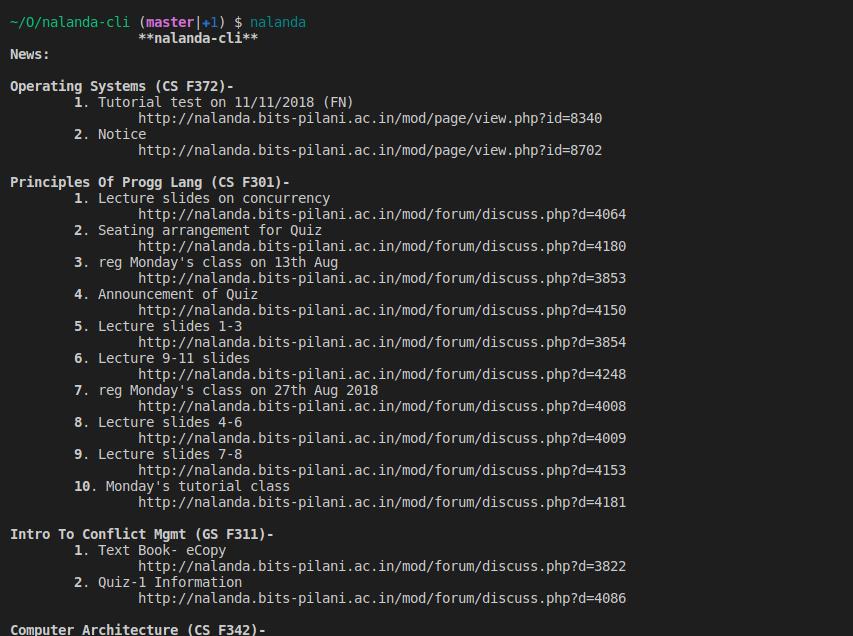 ~/O/nalanda-cli (master|+1) $ nalanda
**nalanda-cli**
News:
Operating Systems (CS F372)-
1. Tutorial test on 11/11/2018 (FN)
http://nalanda.bits-pilani.ac.in/mod/page/view.php?id=8340
2. Notice
http://nalanda.bits-pilani.ac.in/mod/page/view.php?id=8702
Principles Of Progg Lang (CS F301)-
1. Lecture slides on concurrency
http://nalanda.bits-pilani.ac.in/mod/forum/discuss.php?d=4064
2. Seating arrangement for Quiz
http://nalanda.bits-pilani.ac.in/mod/forum/discuss.php?d=4180
3. reg Monday's class on 13th Aug
http://nalanda.bits-pilani.ac.in/mod/forum/discuss.php?d=3853
4. Announcement of Quiz
http://nalanda.bits-pilani.ac.in/mod/forum/discuss.php?d=4150
5. Lecture slides 1-3
http://nalanda.bits-pilani.ac.in/mod/forum/discuss.php?d=3854
6. Lecture 9-11 slides
http://nalanda.bits-pilani.ac.in/mod/forum/discuss.php?d=4248
7. reg Monday's class on 27th Aug 2018
http://nalanda.bits-pilani.ac.in/mod/forum/discuss.php?d=4008
8. Lecture slides 4-6
http://nalanda.bits-pilani.ac.in/mod/forum/discuss.php?d=4009
9. Lecture slides 7-8
http://nalanda.bits-pilani.ac.in/mod/forum/discuss.php?d=4153
10. Monday's tutorial class
http://nalanda.bits-pilani.ac.in/mod/forum/discuss.php?d=4181
Intro To Conflict Mgmt (GS F311)-
1. Text Book- eCopy
http://nalanda.bits-pilani.ac.in/mod/forum/discuss.php?d=3822
2. Quiz-1 Information
http://nalanda.bits-pilani.ac.in/mod/forum/discuss.php?d=4086
Computer Architecture (CS F342)-